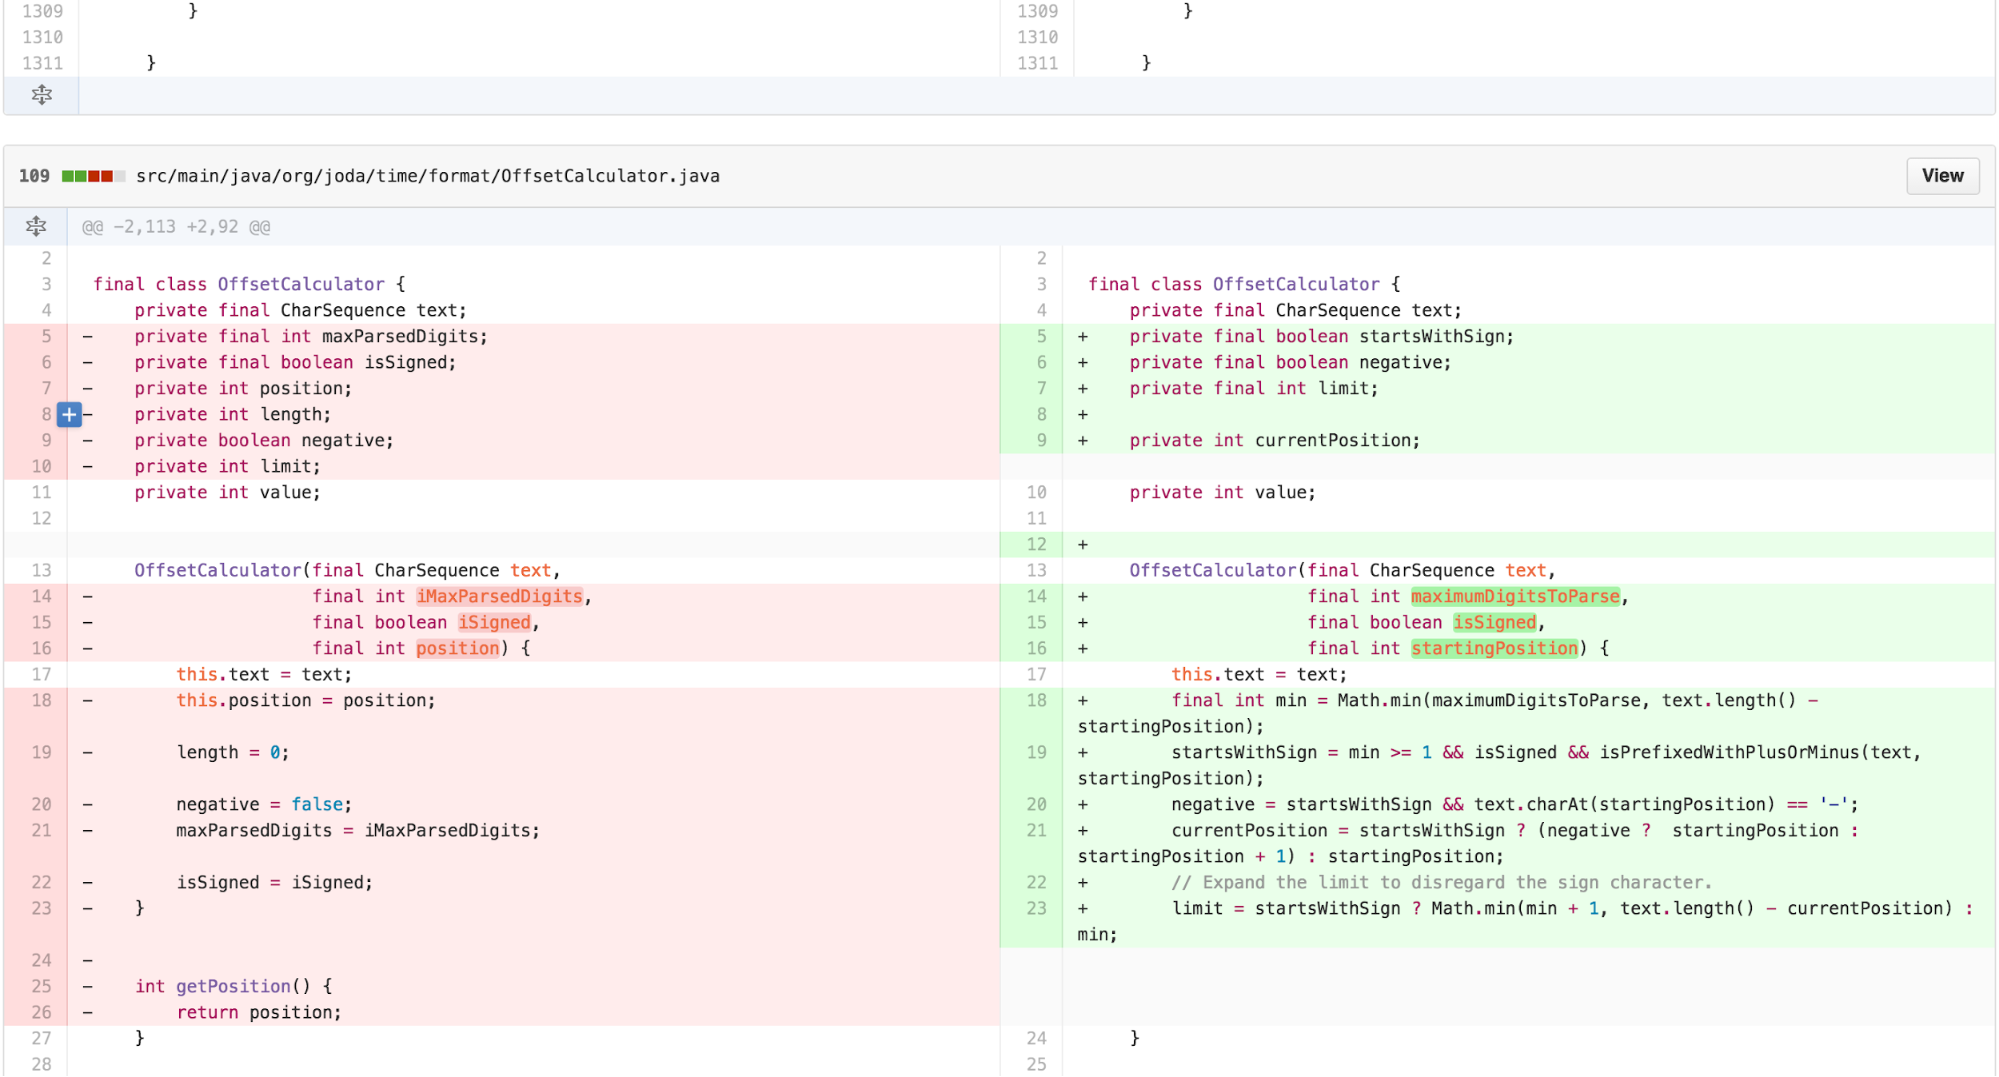 1309 } 1309 }
1310 1310
1311 } 1311 }
109 src/main/java/org/joda/time/format/OffsetCalculator.java View
@@ -2,113 +2,92 @@
2 2
3 final class OffsetCalculator { 3 final class OffsetCalculator {
4 private final CharSequence text; 4 private final CharSequence text;
5 - private final int maxParsedDigits; 5 + private final boolean startsWithSign;
6 - private final boolean isSigned; 6 + private final boolean negative;
7 - private int position; 7 + private final int limit;
8 + - private int length; 8 +
9 - private boolean negative; 9 + private int currentPosition;
10 - private int limit;
11 private int value; 10 private int value;
12 11
12 +
13 OffsetCalculator(final CharSequence text, 13 OffsetCalculator(final CharSequence text,
14 - final int iMaxParsedDigits, 14 + final int maximumDigitsToParse,
15 - final boolean iSigned, 15 + final boolean isSigned,
16 - final int position) { 16 + final int startingPosition) {
17 this.text = text; 17 this.text = text;
18 - this.position = position; 18 + final int min = Math.min(maximumDigitsToParse, text.length() -
startingPosition);
19 - length = 0; 19 + startsWithSign = min >= 1 && isSigned && isPrefixedWithPlusOrMinus(text,
startingPosition);
20 - negative = false; 20 + negative = startsWithSign && text.charAt(startingPosition) == '-';
21 - maxParsedDigits = iMaxParsedDigits; 21 + currentPosition = startsWithSign ? (negative ? startingPosition :
startingPosition + 1) : startingPosition;
22 - isSigned = iSigned; 22 + // Expand the limit to disregard the sign character.
23 - } 23 + limit = startsWithSign ? Math.min(min + 1, text.length() - currentPosition) :
min;
24 -
25 - int getPosition() {
26 - return position;
27 } 24 }
28 25